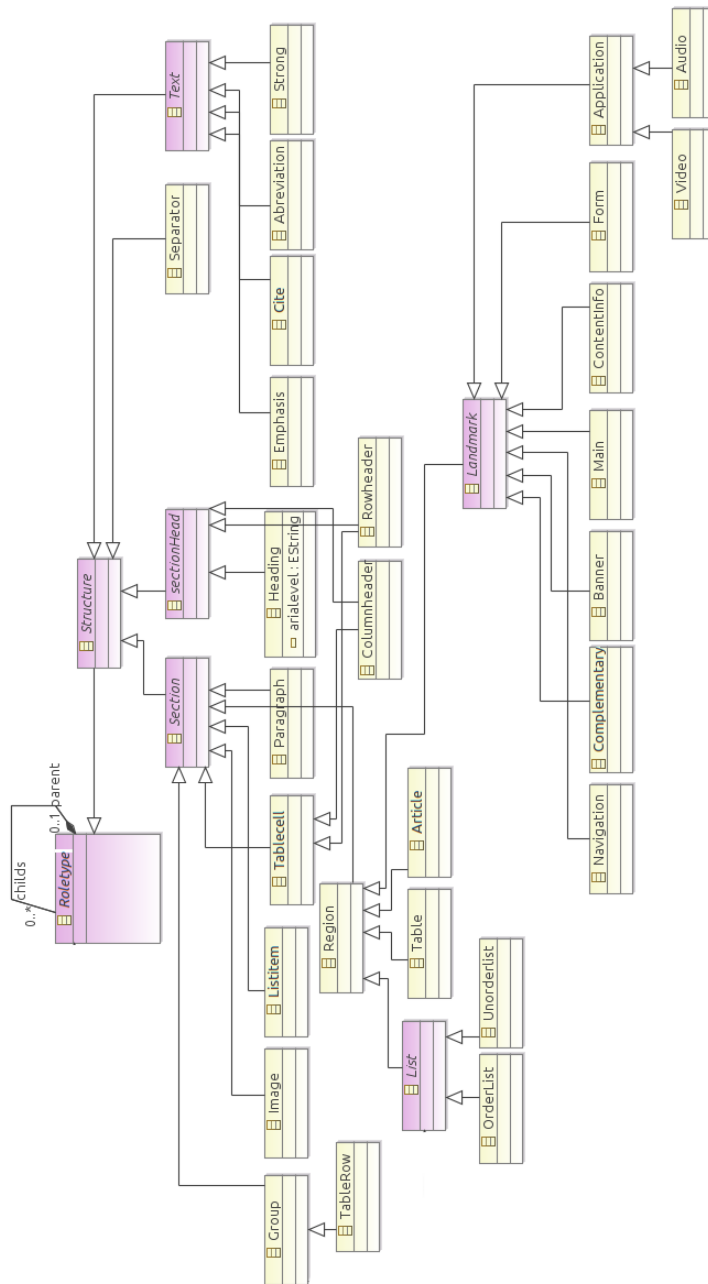 0..* childs
0..1 parent
Roletype
Structure
Section
sectionHead
Separator
Text
Group
Image
Listitem
Tablecell
Paragraph
Heading
arialevel : EString
Emphasis
Cite
Abreviation
Strong
TableRow
Region
Columnheader
Rowheader
List
Table
Article
Landmark
OrderList
Unorderlist
Navigation
Complementary
Banner
Main
ContentInfo
Form
Application
Video
Audio